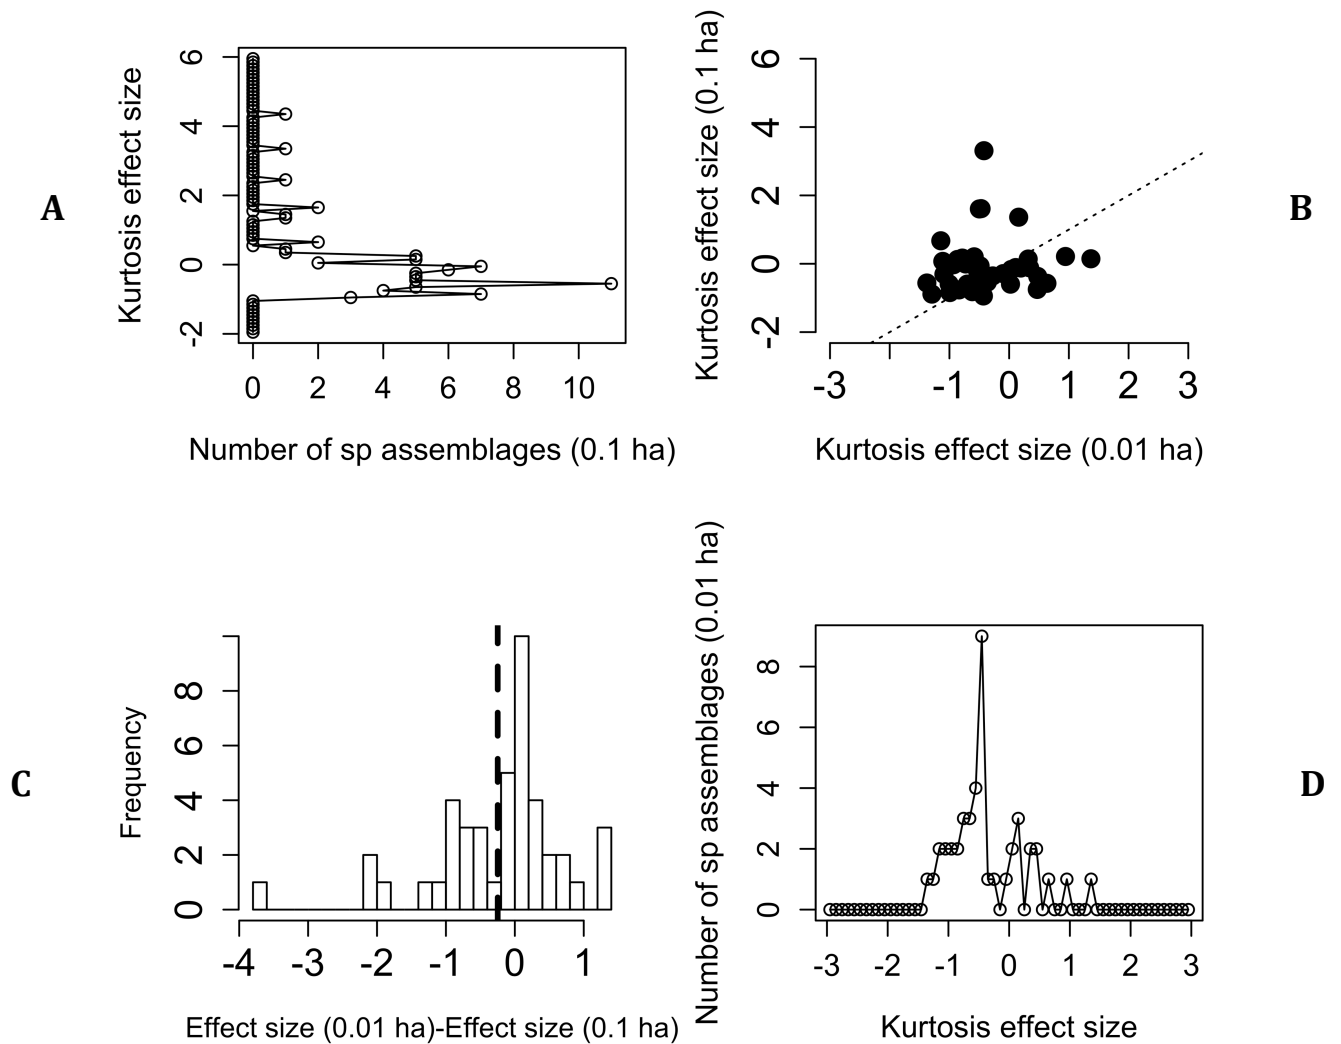 A
Kurtosis effect size
6
4
2
0
-2
0 2 4 6 8 10
Number of sp assemblages (0.1 ha)
B
Kurtosis effect size (0.1 ha)
6
4
2
0
-2
-3 -1 0 1 2 3
Kurtosis effect size (0.01 ha)
C
Frequency
8
6
4
2
0
-4 -3 -2 -1 0 1
Effect size (0.01 ha)-Effect size (0.1 ha)
D
Number of sp assemblages (0.01 ha)
8
6
4
2
0
-3 -2 -1 0 1 2 3
Kurtosis effect size